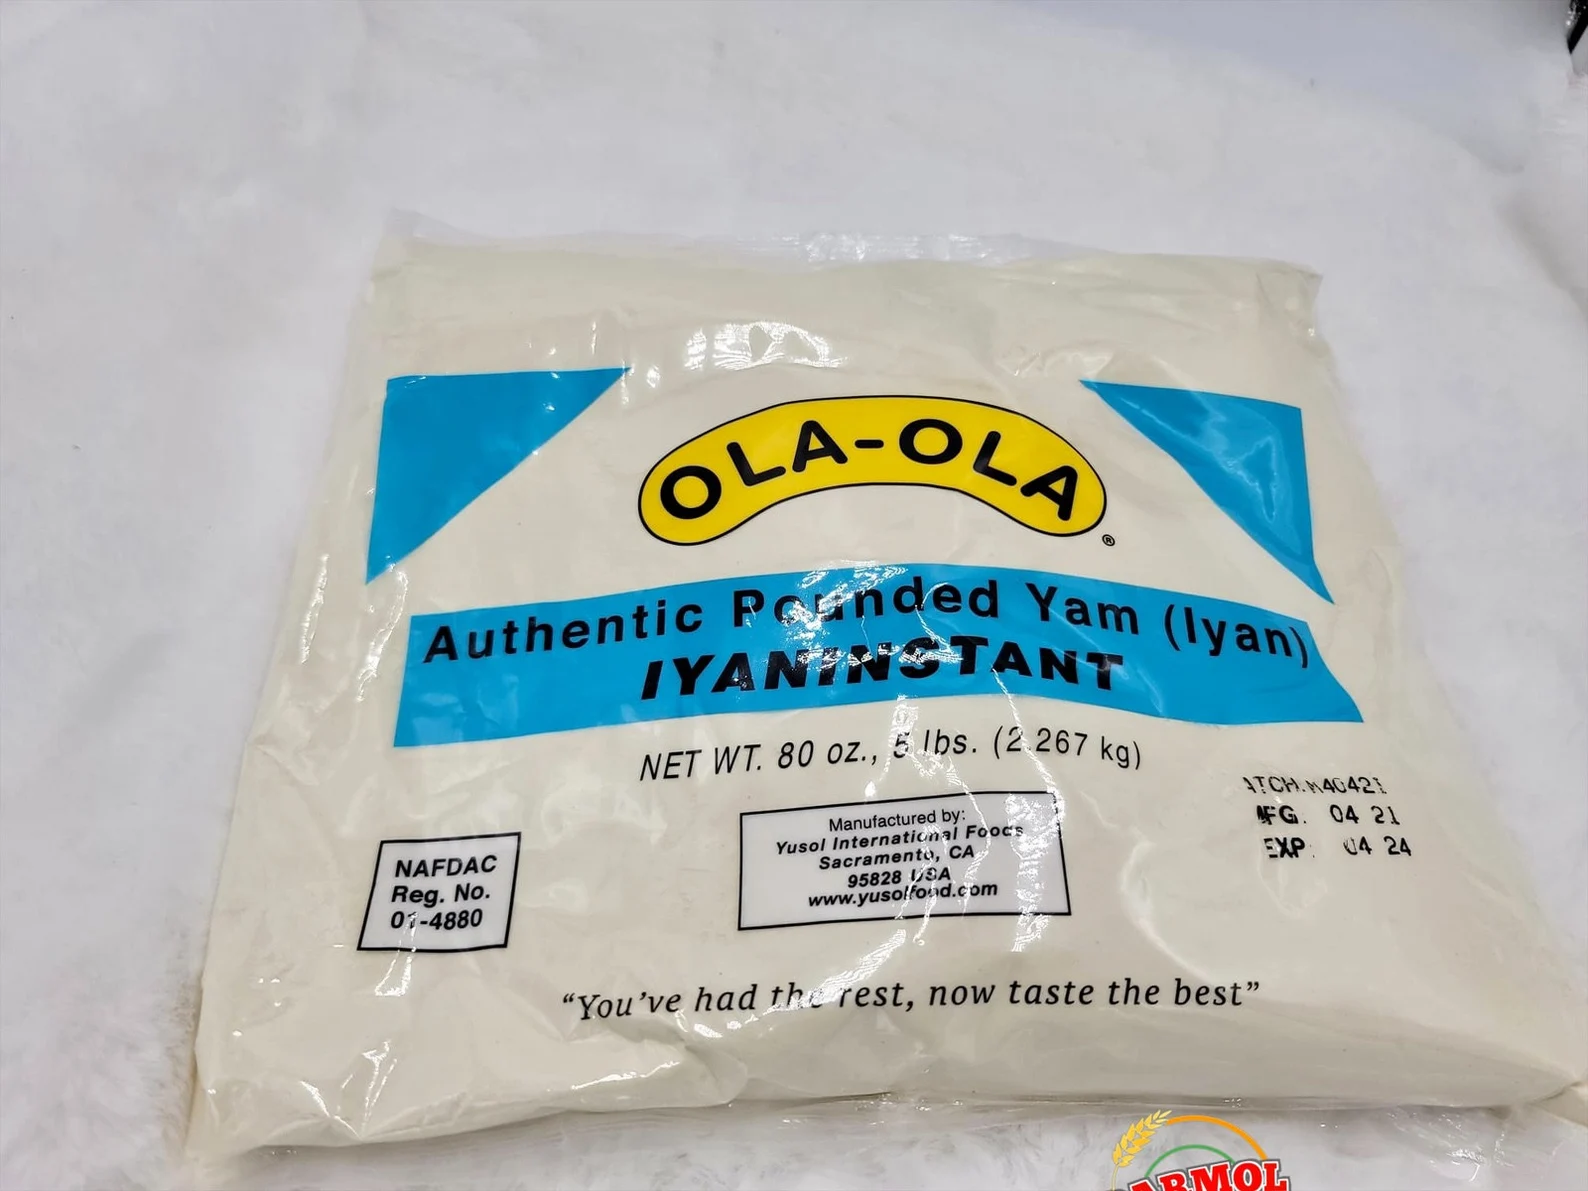 OLA-OLA
®
Authentic Pounded Yam (Iyan)
IYANINSTANT
NET WT. 80 oz., 5 lbs. (2.267 kg)
MFG. 04 21
EXP. 04 24
NAFDAC
Reg. No.
01-4880
Manufactured by:
Yusol International Foods
Sacramento, CA
95828 USA
www.yusolfood.com
“You’ve had the rest, now taste the best”